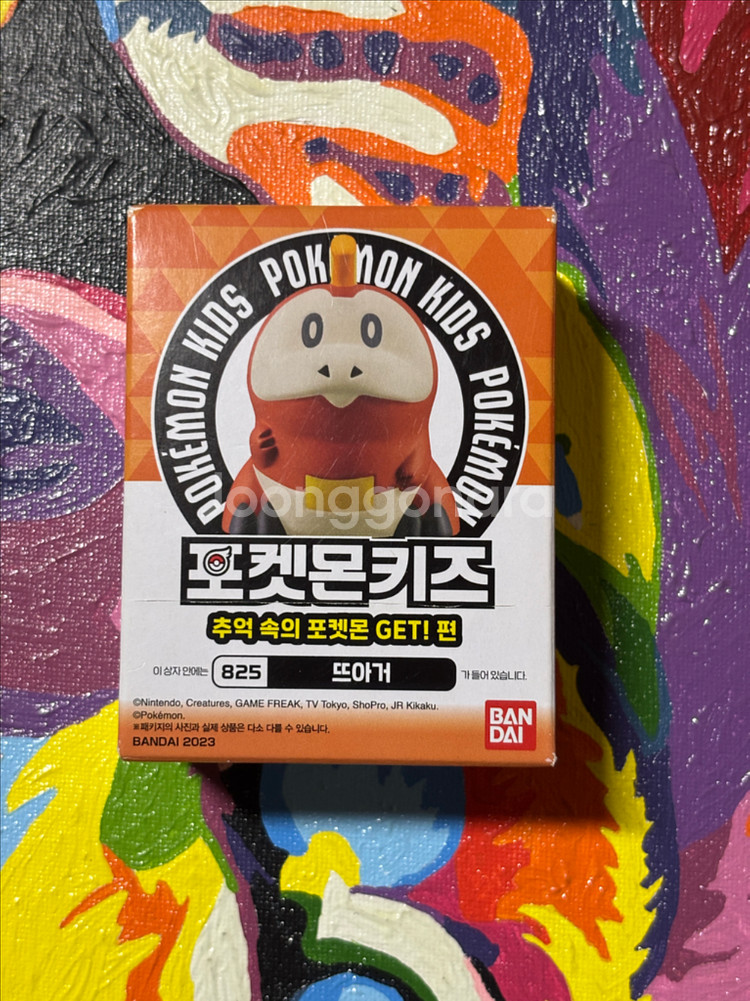 POKÉMON KIDS POKÉMON KIDS POKÉMON
joonggonara
포켓몬키즈
추억 속의 포켓몬 GET! 편
이 상자 안에는 825 뜨아거 가 들어 있습니다.
©Nintendo, Creatures, GAME FREAK, TV Tokyo, ShoPro, JR Kikaku.
©Pokémon.
※패키지의 사진과 실제 상품은 다소 다를 수 있습니다.
BANDAI 2023
BAN
DAI